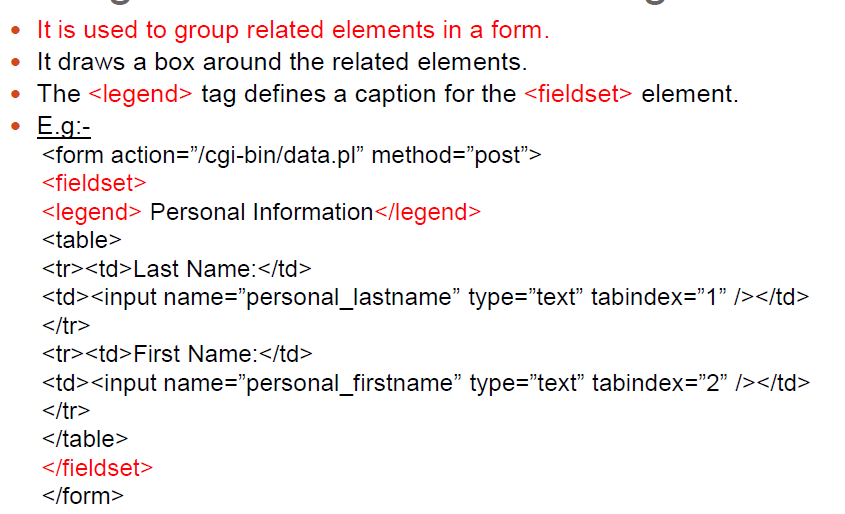 It is used to group related elements in a form.
It draws a box around the related elements.
The <legend> tag defines a caption for the <fieldset> element.
E.g:-
<form action=”/cgi-bin/data.pl” method=”post”>
<fieldset>
<legend> Personal Information</legend>
<table>
<tr><td>Last Name:</td>
<td><input name=”personal_lastname” type=”text” tabindex=”1” /></td>
</tr>
<tr><td>First Name:</td>
<td><input name=”personal_firstname” type=”text” tabindex=”2” /></td>
</tr>
</table>
</fieldset>
</form>